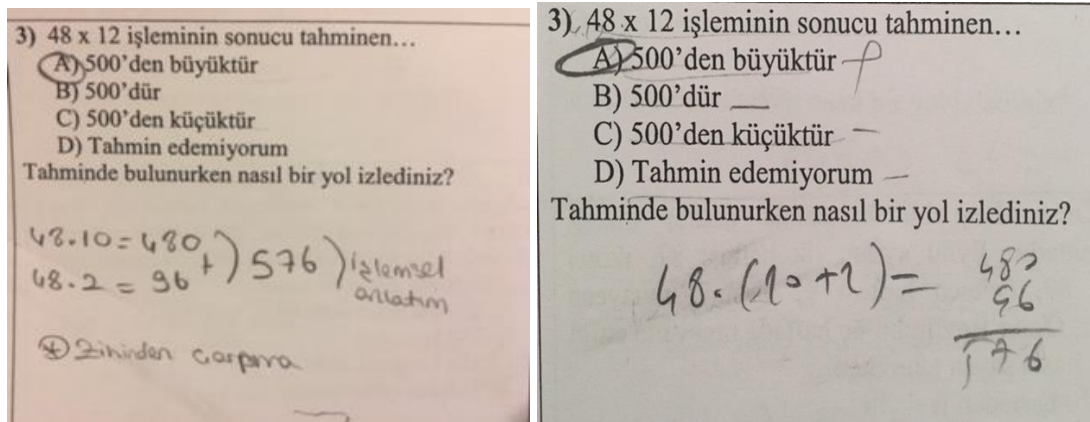 3) 48 x 12 işleminin sonucu tahminen…
A) 500’den büyüktür
B) 500’dür
C) 500’den küçüktür
D) Tahmin edemiyorum
Tahminde bulunurken nasıl bir yol izlediniz?
48.10 = 480
48.2 = 96
+ ) 576 ) işlemsel
anlatım
* Zihinden çarpma
3) 48 x 12 işleminin sonucu tahminen…
A) 500’den büyüktür
B) 500’dür
C) 500’den küçüktür
D) Tahmin edemiyorum
Tahminde bulunurken nasıl bir yol izlediniz?
48.(10+2)=
480
96
576